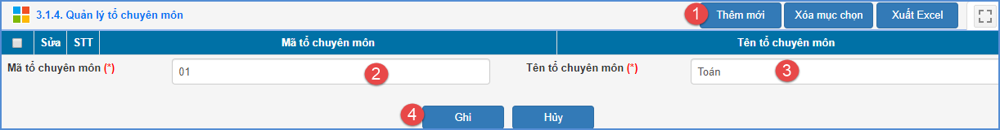 3.1.4. Quản lý tổ chuyên môn 1 Thêm mới Xóa mục chọn Xuất Excel
Sửa STT Mã tổ chuyên môn Tên tổ chuyên môn
Mã tổ chuyên môn (*) 01 2 Tên tổ chuyên môn (*) Toán 3
4 Ghi Hủy